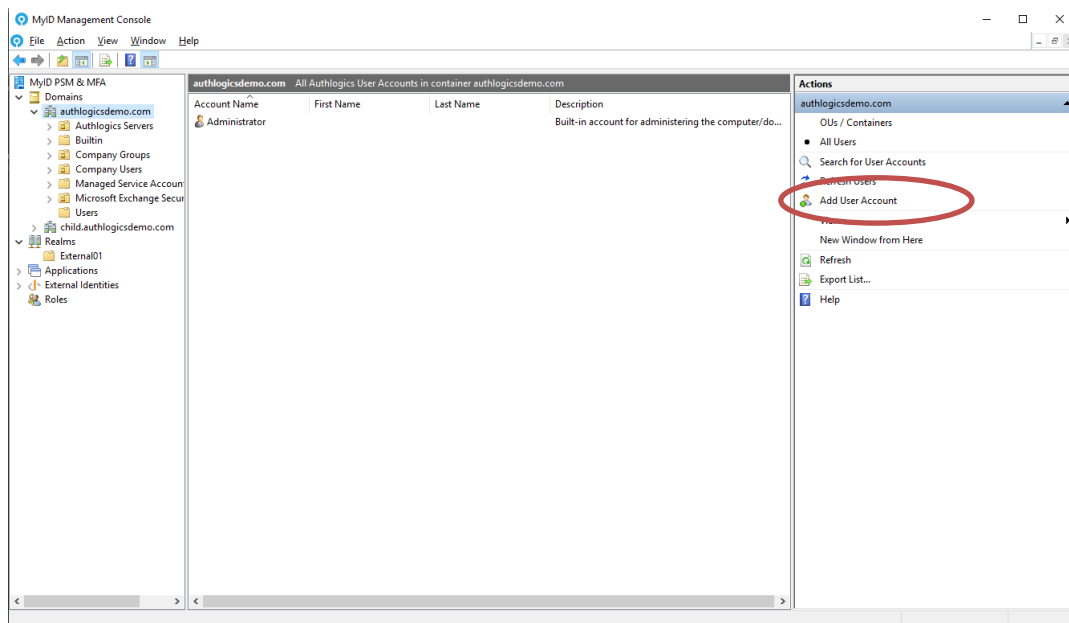 MyID Management Console
File Action View Window Help
MyID PSM & MFA
Domains
authlogicsdemo.com
Authlogics Servers
Builtin
Company Groups
Company Users
Managed Service Accoun
Microsoft Exchange Secur
Users
child.authlogicsdemo.com
Realms
External01
Applications
External Identities
Roles
authlogicsdemo.com All Authlogics User Accounts in container authlogicsdemo.com
Account Name First Name Last Name Description
Administrator Built-in account for administering the computer/do...
Actions
authlogicsdemo.com
OUs / Containers
All Users
Search for User Accounts
Refresh Users
Add User Account
New Window from Here
Refresh
Export List...
Help